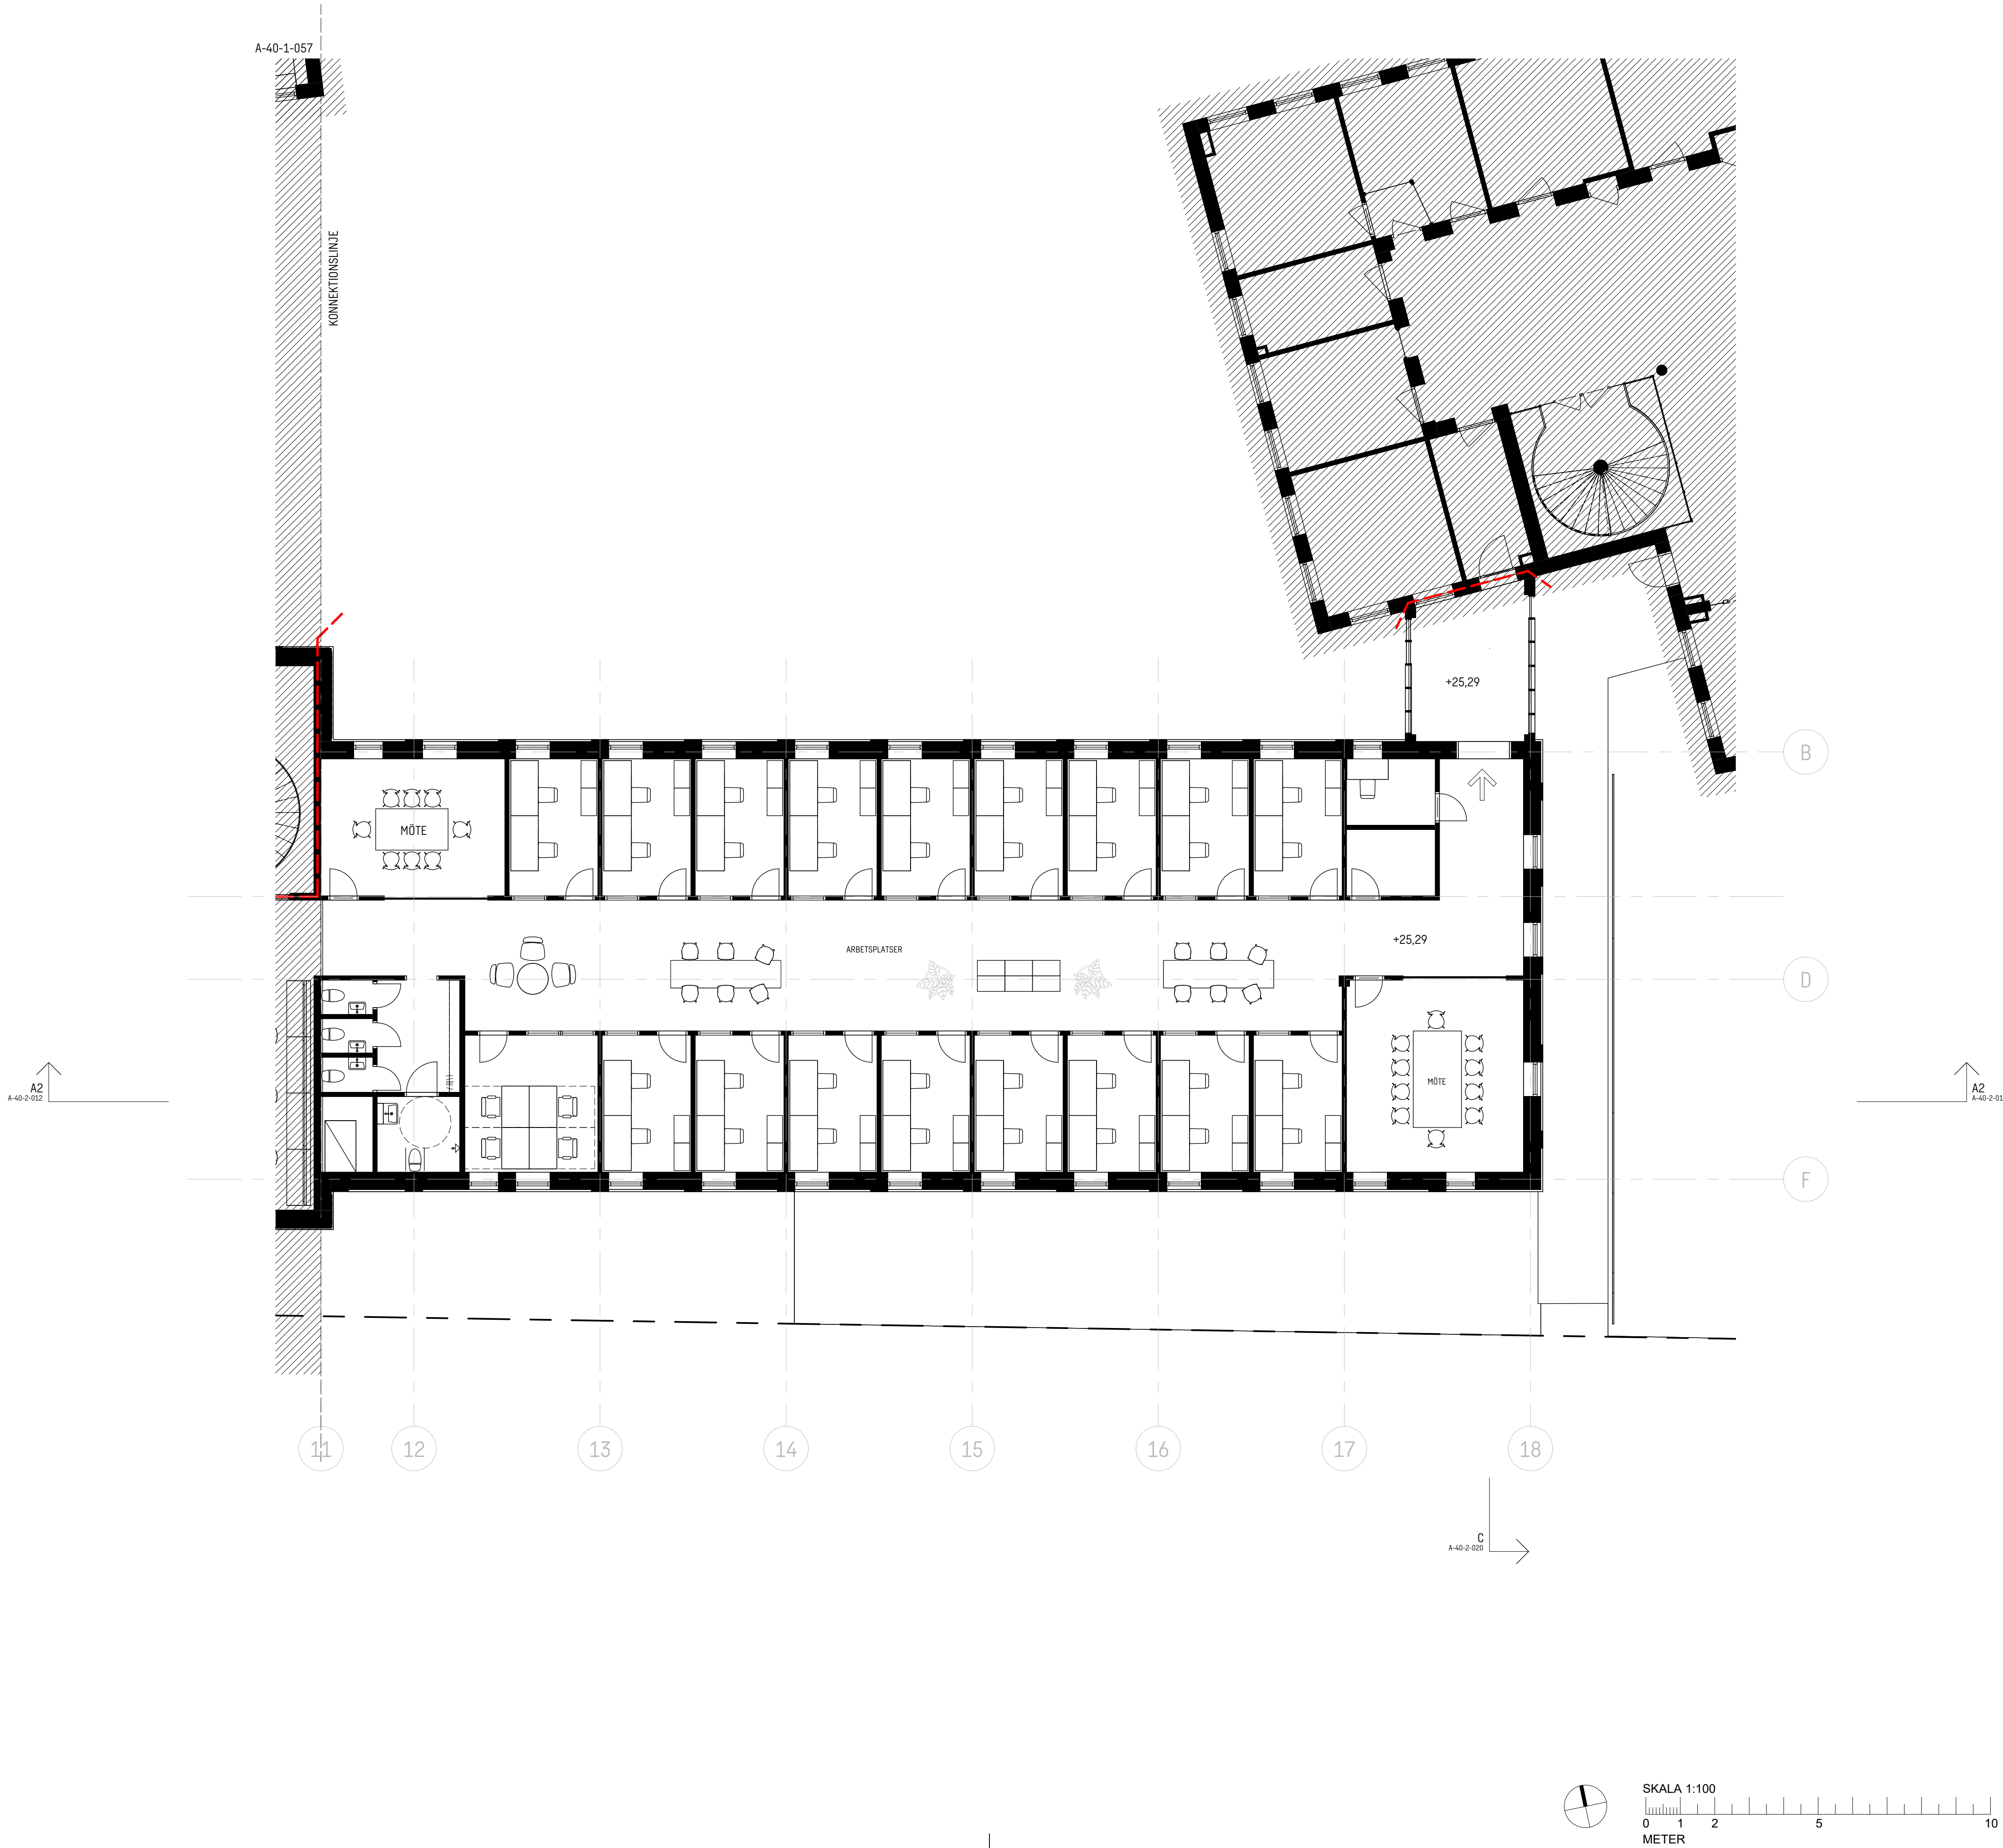 A-40-1-057
KONNEKTIONSLINJE
+25,29
B
MÖTE
ARBETSPLATSER
+25,29
D
MÖTE
A2
A-40-2-012
A2
A-40-2-01
F
11
12
13
14
15
16
17
18
C
A-40-2-020
SKALA 1:100
0 1 2 5 10
METER